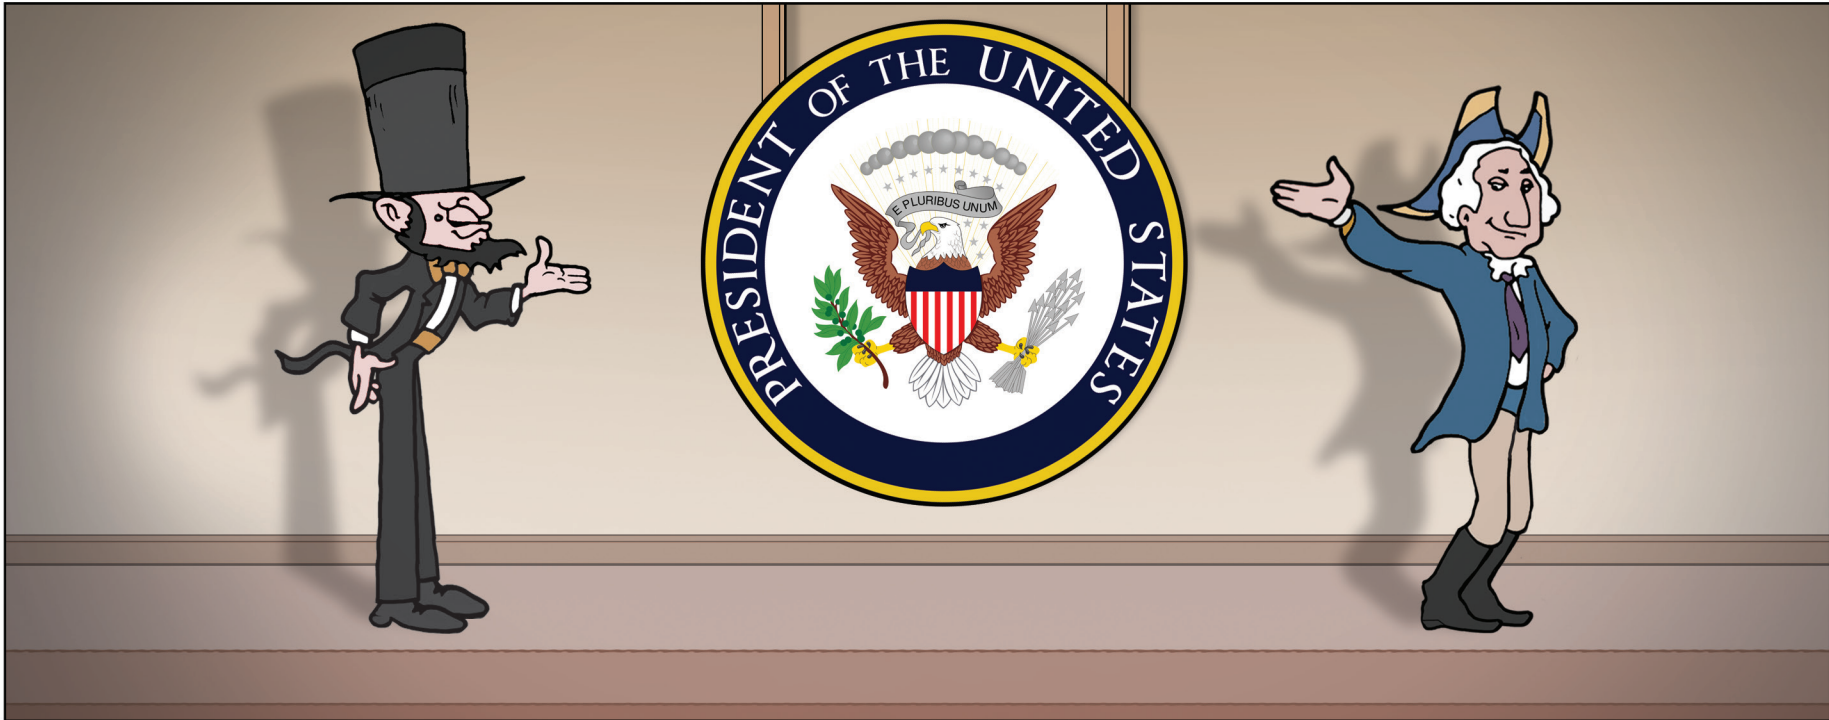 PRESIDENT OF THE UNITED STATES
E PLURIBUS UNUM